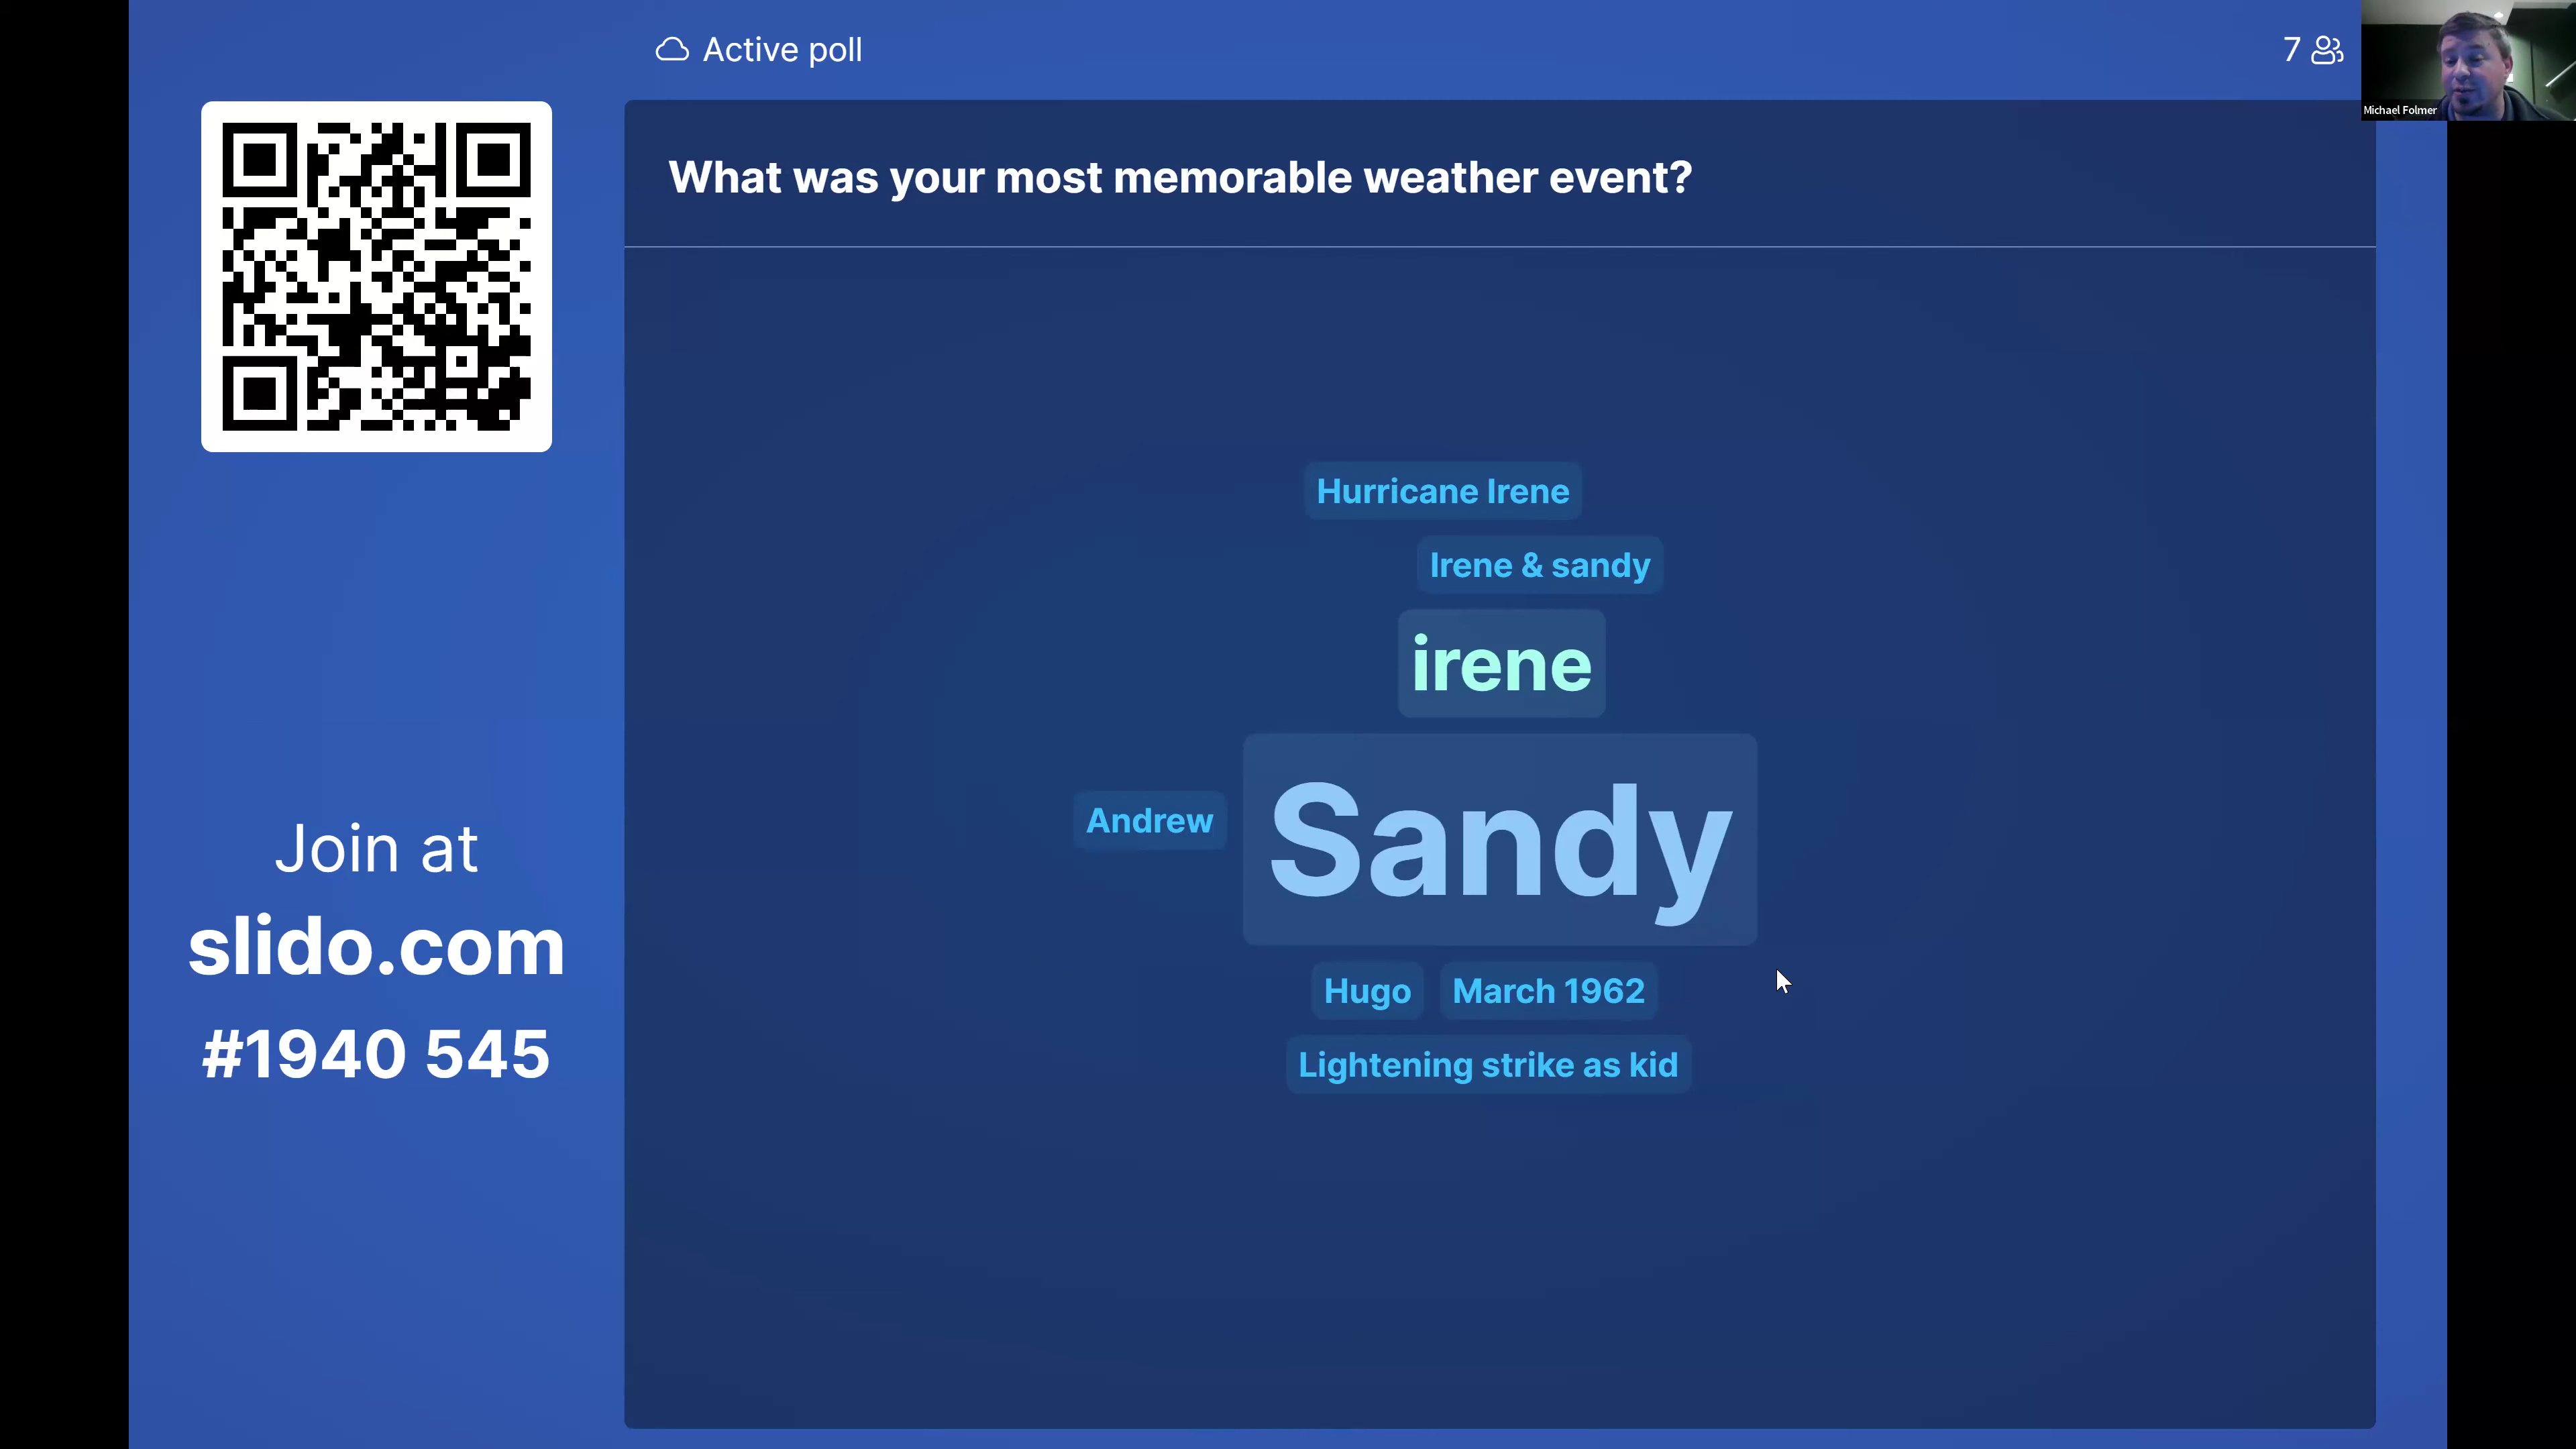 Active poll
7
Michael Folmer
What was your most memorable weather event?
Hurricane Irene
Irene & sandy
irene
Andrew
Sandy
Hugo
March 1962
Lightening strike as kid
Join at
slido.com
#1940 545